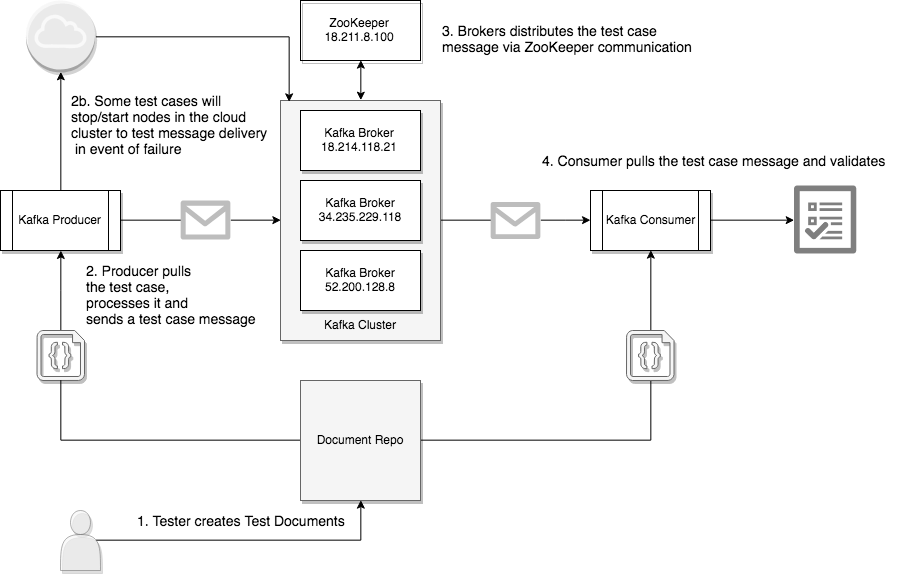 ZooKeeper
18.211.8.100
3. Brokers distributes the test case
message via ZooKeeper communication
2b. Some test cases will
stop/start nodes in the cloud
cluster to test message delivery
in event of failure
Kafka Broker
18.214.118.21
4. Consumer pulls the test case message and validates
Kafka Producer
Kafka Broker
34.235.229.118
Kafka Consumer
2. Producer pulls
the test case,
processes it and
sends a test case message
Kafka Broker
52.200.128.8
Kafka Cluster
{}
{}
Document Repo
1. Tester creates Test Documents